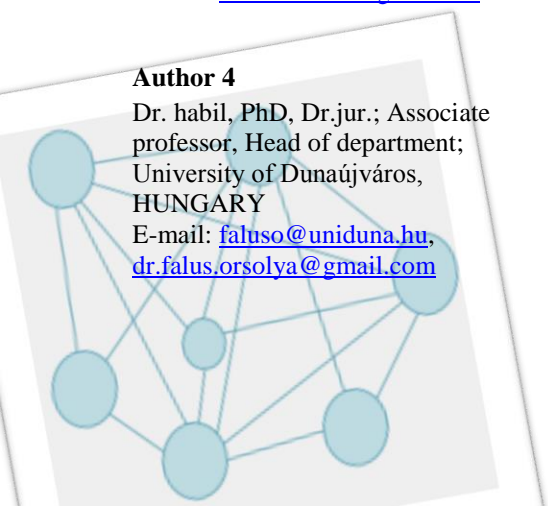 Author 4
Dr. habil, PhD, Dr.jur.; Associate
professor, Head of department;
University of Dunaújváros,
HUNGARY
E-mail: faluso@uniduna.hu,
dr.falus.orsolya@gmail.com